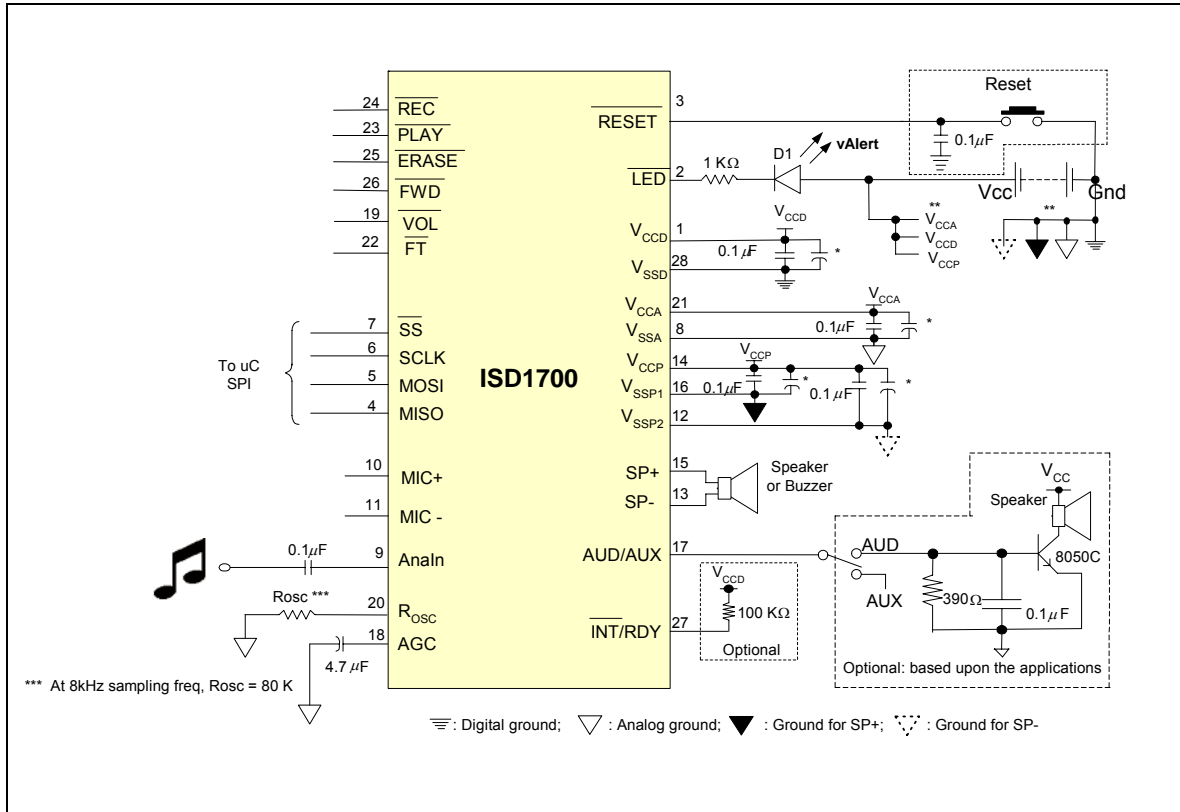 24 REC
23 PLAY
25 ERASE
26 FWD
19 VOL
22 FT
7 SS
6 SCLK
5 MOSI
4 MISO
To uC
SPI
10 MIC+
11 MIC -
0.1μF
9 AnaIn
Rosc ***
20 ROSC
18 AGC
4.7 μF
*** At 8kHz sampling freq, Rosc = 80 K
ISD1700
RESET 3
Reset
0.1μF
LED 2
1 KΩ
D1
vAlert
Vcc
Gnd
**
VCCA
VCCD
VCCP
**
VCCD 1
VCCD
0.1μF
*
VSSD 28
VCCA 21
VCCA
0.1μF
*
VSSA 8
VCCP 14
VCCP
0.1μF
*
0.1μF
*
VSSP1 16
VSSP2 12
SP+ 15
SP- 13
Speaker
or Buzzer
AUD/AUX 17
AUD
AUX
VCC
Speaker
8050C
390Ω
0.1μF
Optional: based upon the applications
INT/RDY 27
VCCD
100 KΩ
Optional
: Digital ground; : Analog ground; : Ground for SP+; : Ground for SP-